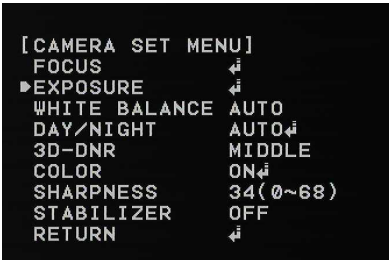 [CAMERA SET MENU]
FOCUS ↲
▶EXPOSURE ↲
WHITE BALANCE AUTO
DAY/NIGHT AUTO↲
3D-DNR MIDDLE
COLOR ON↲
SHARPNESS 34(0~68)
STABILIZER OFF
RETURN ↲